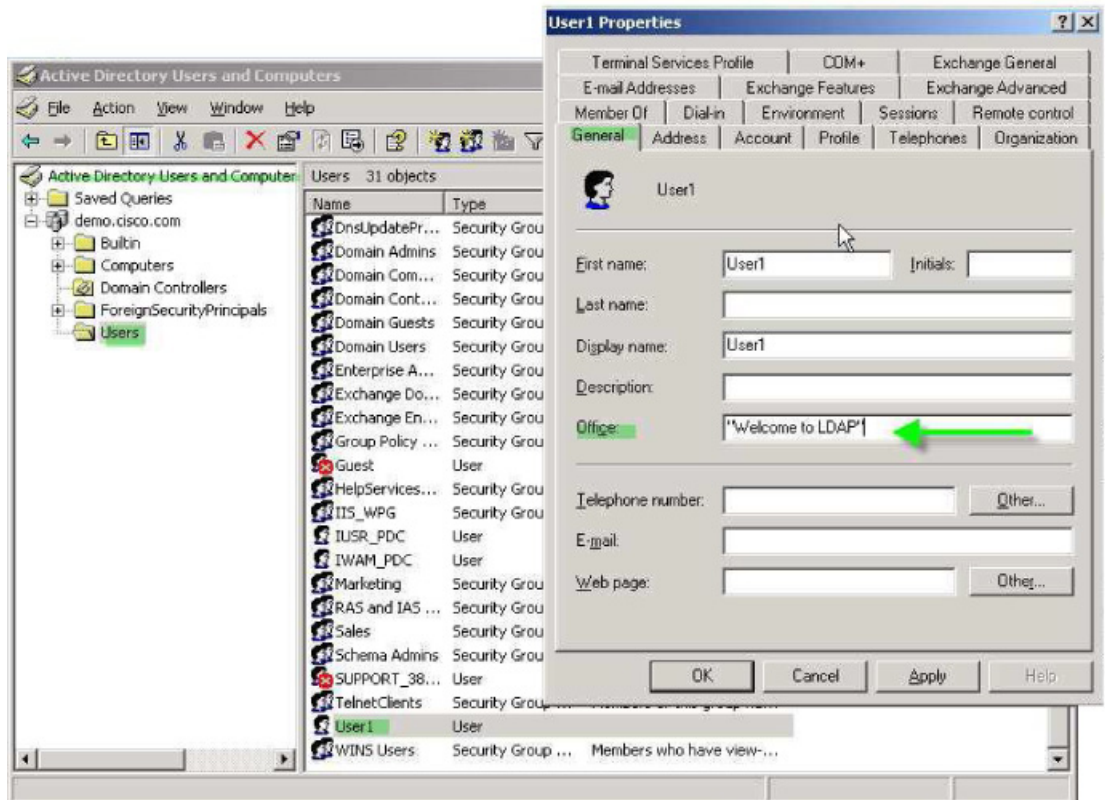 User1 Properties
Terminal Services Profile COM+ Exchange General
E-mail Addresses Exchange Features Exchange Advanced
Member Of Dial-in Environment Sessions Remote control
General Address Account Profile Telephones Organization
User1
First name: User1 Initials:
Last name:
Display name: User1
Description:
Office: "Welcome to LDAP"
Telephone number: Other...
E-mail:
Web page: Other...
OK Cancel Apply Help
Active Directory Users and Computers
File Action View Window Help
Active Directory Users and Computer
Saved Queries
demo.cisco.com
Builtin
Computers
Domain Controllers
ForeignSecurityPrincipals
Users
Users 31 objects
Name Type
DnsUpdatePr... Security Grou
Domain Admins Security Grou
Domain Com... Security Grou
Domain Cont... Security Grou
Domain Guests Security Grou
Domain Users Security Grou
Enterprise A... Security Grou
Exchange Do... Security Grou
Exchange En... Security Grou
Group Policy ... Security Grou
Guest User
HelpServices... Security Grou
IIS_WPG Security Grou
IUSR_PDC User
IWAM_PDC User
Marketing Security Grou
RAS and IAS ... Security Grou
Sales Security Grou
Schema Admins Security Grou
SUPPORT_38... User
TelnetClients Security Group ...
User1 User
WINS Users Security Group ... Members who have view-...